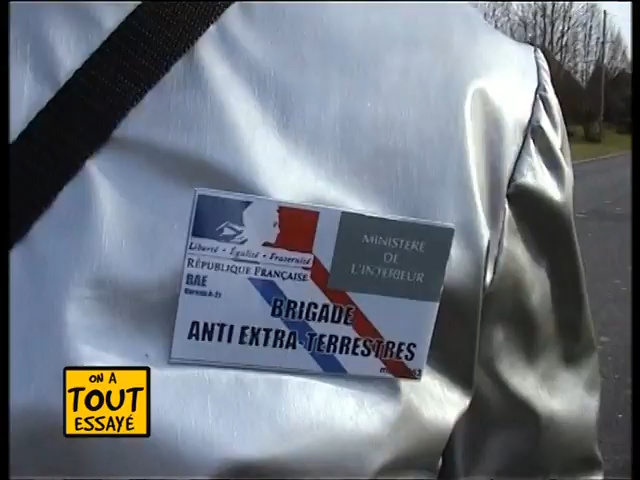 Liberté • Égalité • Fraternité
RÉPUBLIQUE FRANÇAISE
MINISTERE
DE
L'INTERIEUR
BAE
BRIGADE
ANTI EXTRA-TERRESTRES
ON A
TOUT
ESSAYÉ